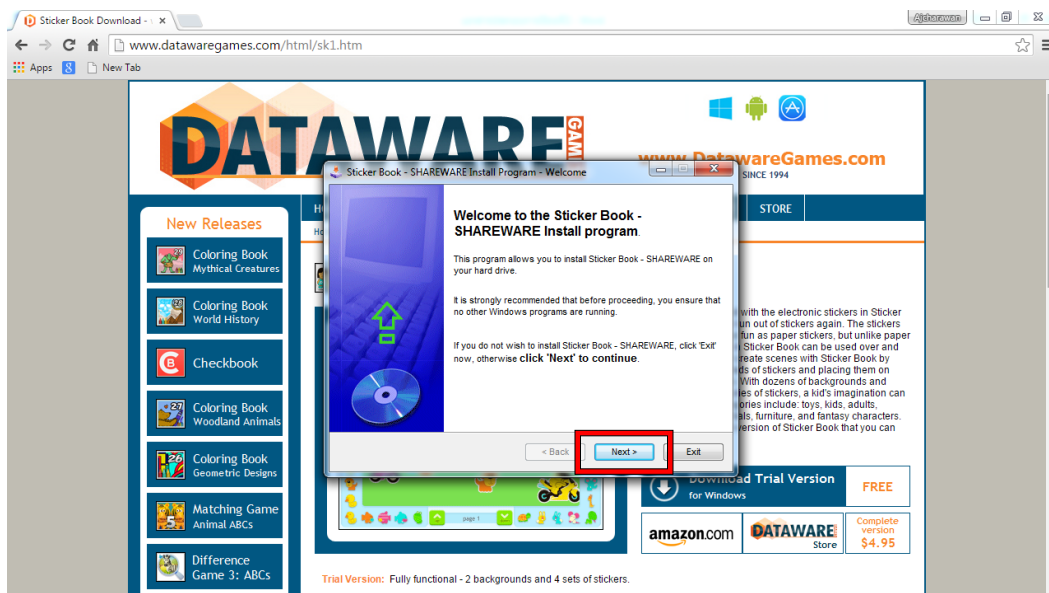 Sticker Book Download -
Ajcharawan
www.datawaregames.com/html/sk1.htm
Apps
New Tab
DATAWARE
GAM
www.DatawareGames.com
SINCE 1994
H
STORE
Ho
New Releases
Coloring Book
Mythical Creatures
Coloring Book
World History
Checkbook
Coloring Book
Woodland Animals
Coloring Book
Geometric Designs
Matching Game
Animal ABCs
Difference
Game 3: ABCs
Sticker Book - SHAREWARE Install Program - Welcome
Welcome to the Sticker Book -
SHAREWARE Install program.
This program allows you to install Sticker Book - SHAREWARE on
your hard drive.
It is strongly recommended that before proceeding, you ensure that
no other Windows programs are running.
If you do not wish to install Sticker Book - SHAREWARE, click 'Exit'
now, otherwise click 'Next' to continue.
< Back
Next >
Exit
with the electronic stickers in Sticker
un out of stickers again. The stickers
fun as paper stickers, but unlike paper
Sticker Book can be used over and
create scenes with Sticker Book by
ds of stickers and placing them on
With dozens of backgrounds and
ies of stickers, a kid's imagination can
ories include: toys, kids, adults,
als, furniture, and fantasy characters.
version of Sticker Book that you can
page 1
Download Trial Version
for Windows
FREE
amazon.com
DATAWARE
Store
Complete
version
$4.95
Trial Version: Fully functional - 2 backgrounds and 4 sets of stickers.